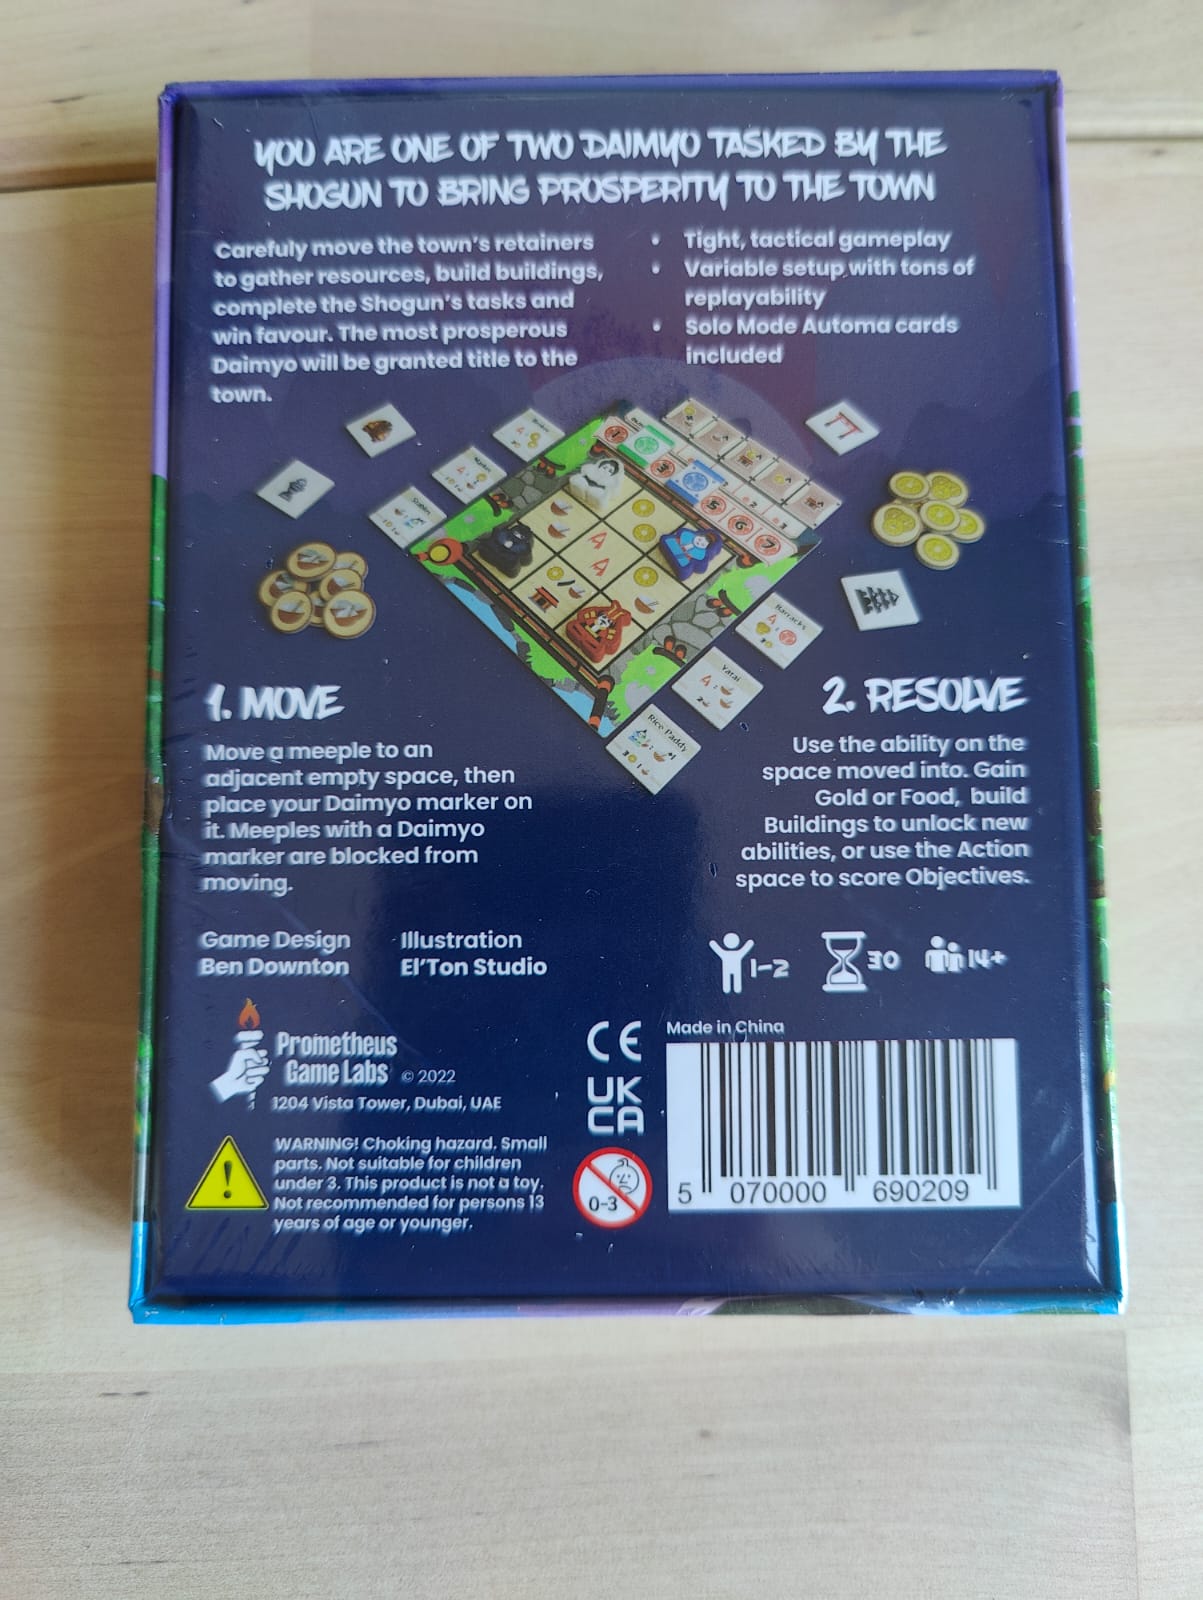 YOU ARE ONE OF TWO DAIMYO TASKED BY THE
SHOGUN TO BRING PROSPERITY TO THE TOWN
Carefuly move the town's retainers
to gather resources, build buildings,
complete the Shogun's tasks and
win favour. The most prosperous
Daimyo will be granted title to the
town.
• Tight, tactical gameplay
• Variable setup with tons of
replayability
• Solo Mode Automa cards
included
Market
Stables
1
3
5
6
7
Barracks
Yatai
Rice Paddy
1. MOVE
Move a meeple to an
adjacent empty space, then
place your Daimyo marker on
it. Meeples with a Daimyo
marker are blocked from
moving.
2. RESOLVE
Use the ability on the
space moved into. Gain
Gold or Food, build
Buildings to unlock new
abilities, or use the Action
space to score Objectives.
Game Design
Ben Downton
Illustration
El'Ton Studio
1-2
30
14+
Prometheus
Game Labs © 2022
1204 Vista Tower, Dubai, UAE
WARNING! Choking hazard. Small
parts. Not suitable for children
under 3. This product is not a toy.
Not recommended for persons 13
years of age or younger.
CE
UK
CA
0-3
Made in China
5 070000 690209